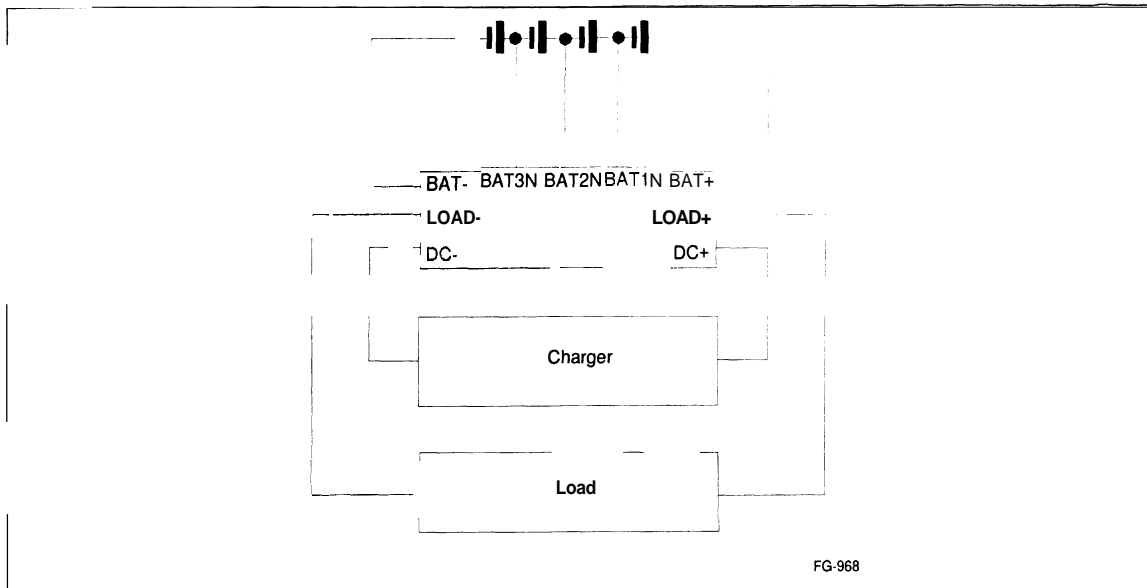 BAT- BAT3N BAT2N BAT1N BAT+
LOAD- LOAD+
DC- DC+
Charger
Load
FG-968